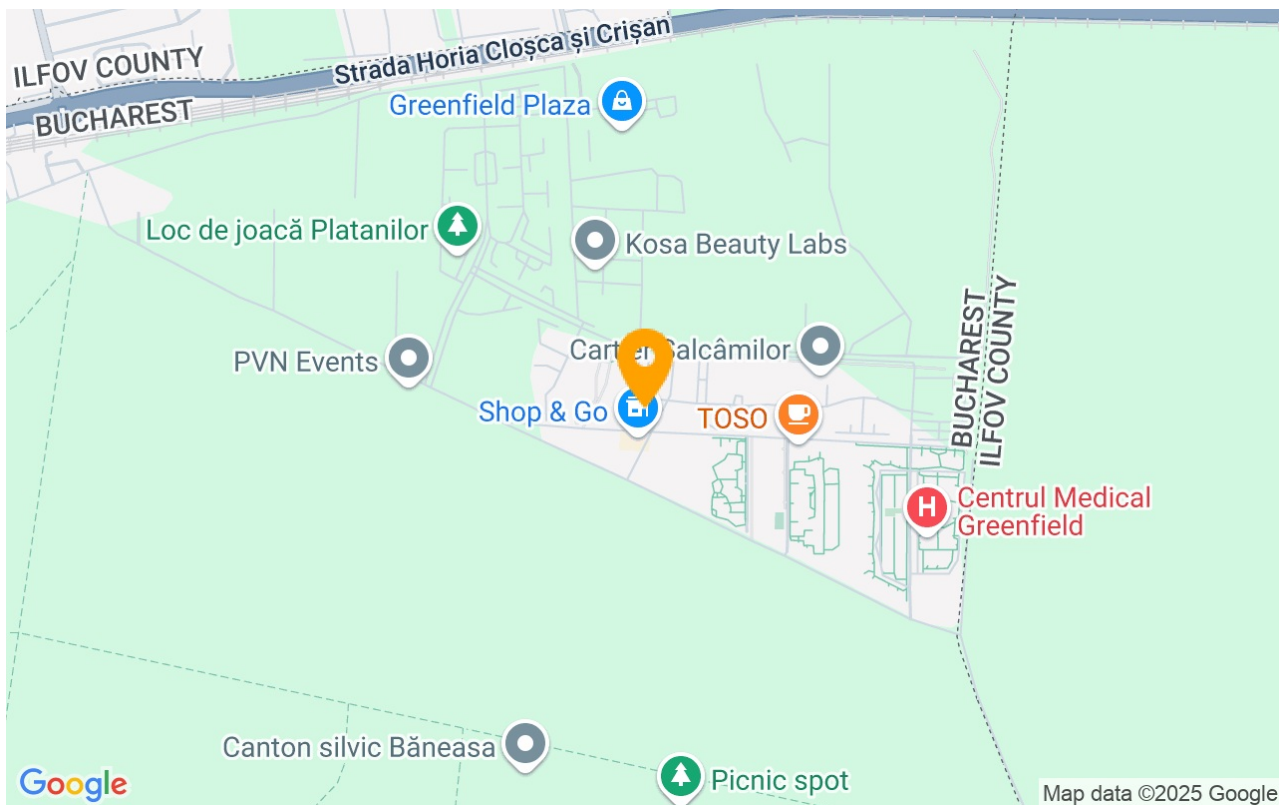 ILFOV COUNTY
BUCHAREST
Strada Horia Cloșca și Crișan
Greenfield Plaza
Loc de joacă Platanilor
Kosa Beauty Labs
PVN Events
Cartier Salcâmilor
Shop & Go
TOSO
BUCHAREST
ILFOV COUNTY
H
Centrul Medical
Greenfield
Canton silvic Băneasa
Picnic spot
Google
Map data ©2025 Google